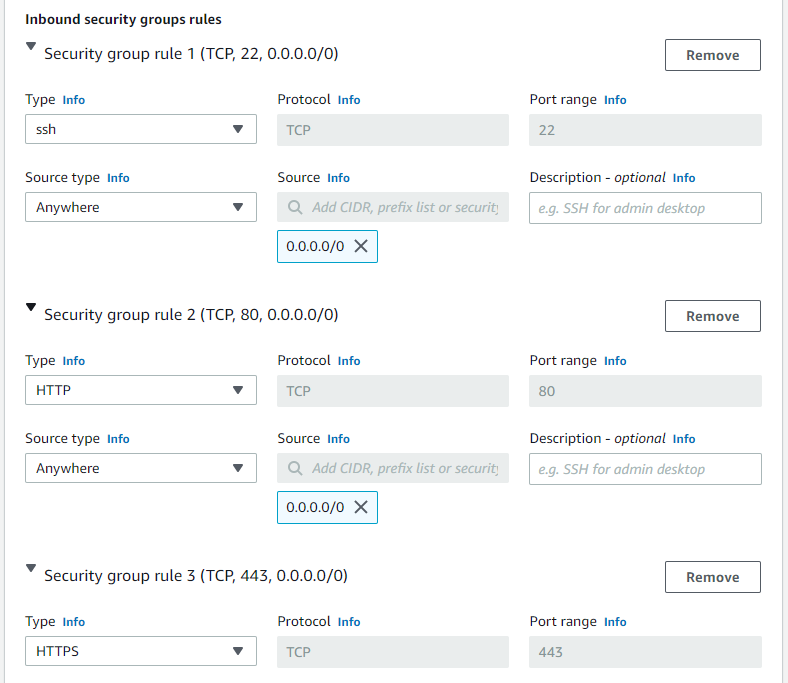 Inbound security groups rules
Security group rule 1 (TCP, 22, 0.0.0.0/0)
Remove
Type Info
Protocol Info
Port range Info
ssh
TCP
22
Source type Info
Source Info
Description - optional Info
Anywhere
Add CIDR, prefix list or security
e.g. SSH for admin desktop
0.0.0.0/0
Security group rule 2 (TCP, 80, 0.0.0.0/0)
Remove
Type Info
Protocol Info
Port range Info
HTTP
TCP
80
Source type Info
Source Info
Description - optional Info
Anywhere
Add CIDR, prefix list or security
e.g. SSH for admin desktop
0.0.0.0/0
Security group rule 3 (TCP, 443, 0.0.0.0/0)
Remove
Type Info
Protocol Info
Port range Info
HTTPS
TCP
443